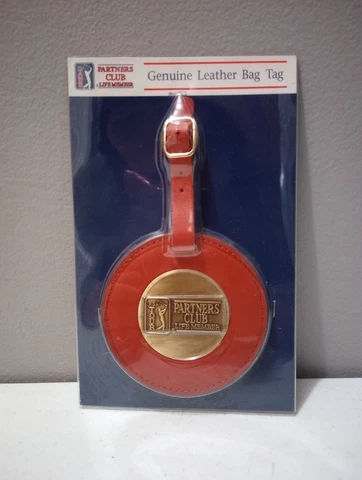 PARTNERS
CLUB
LIFE MEMBER
Genuine Leather Bag Tag
PARTNERS
CLUB
LIFE MEMBER